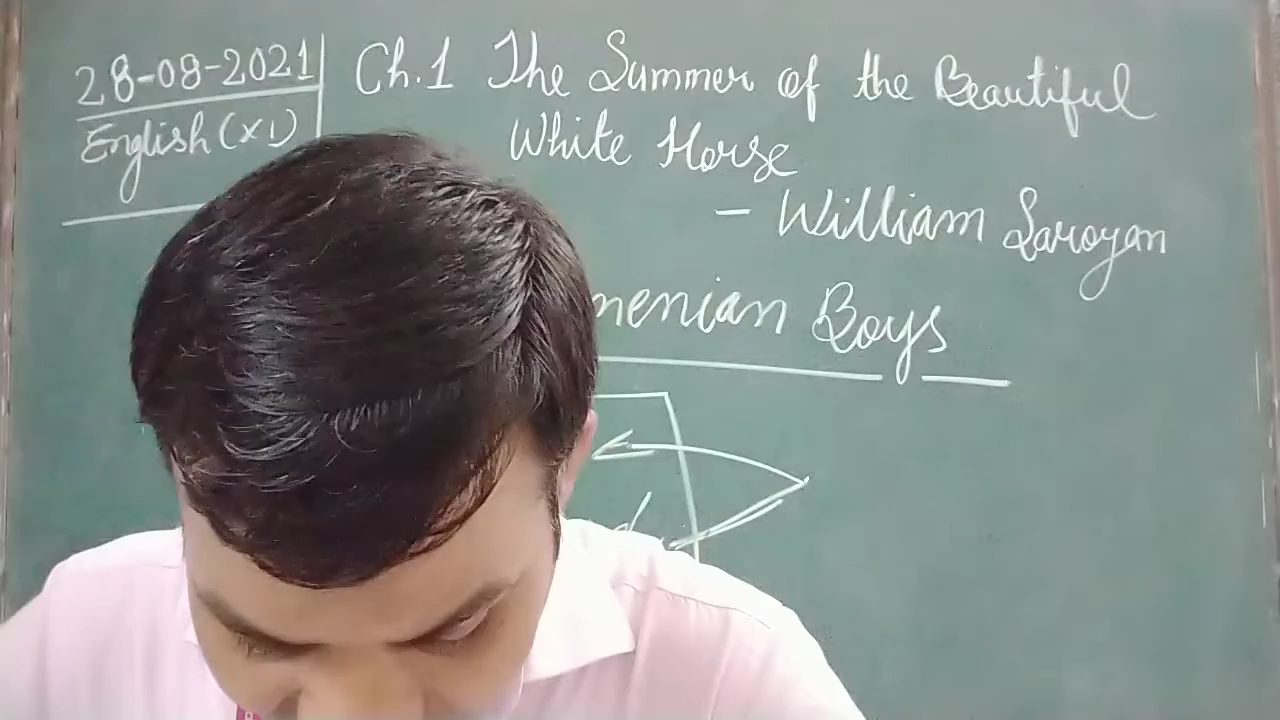 28-08-2021
English (XI)
Ch.1 The Summer of the Beautiful
White Horse
- William Saroyan
menian Boys